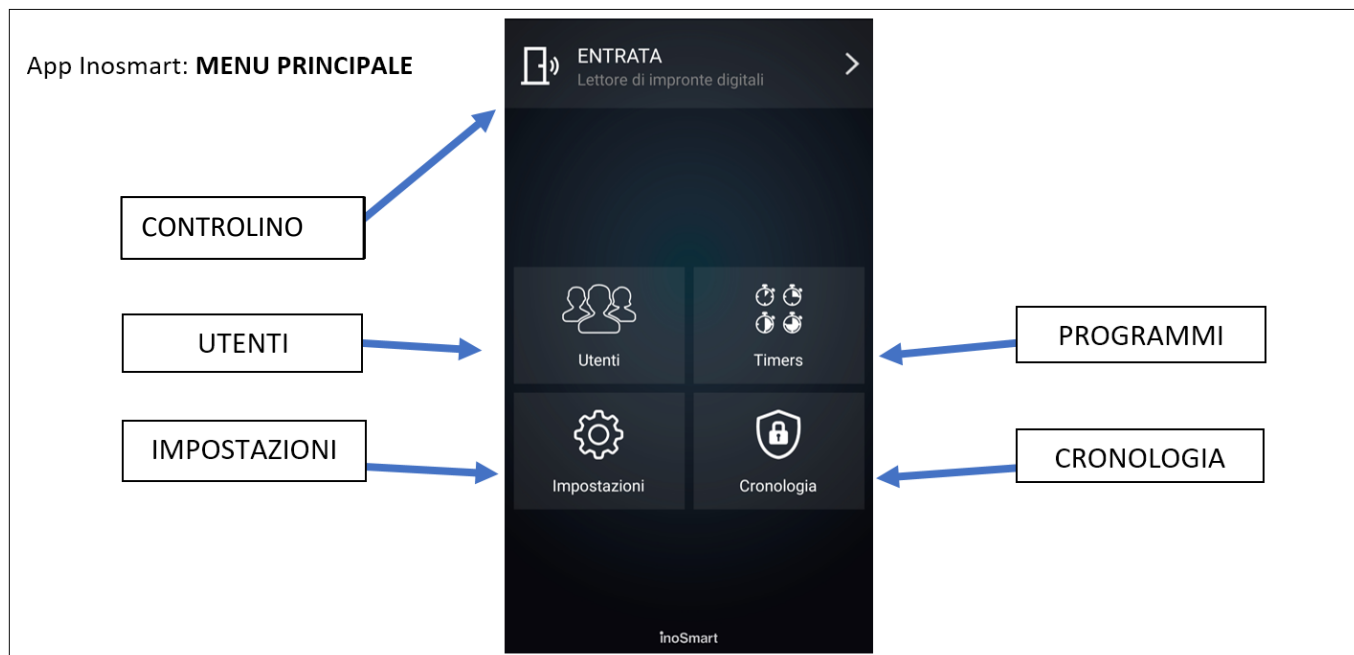 App Inosmart: MENU PRINCIPALE
ENTRATA
Lettore di impronte digitali
CONTROLINO
UTENTI
IMPOSTAZIONI
Utenti
Timers
Impostazioni
Cronologia
PROGRAMMI
CRONOLOGIA
inoSmart